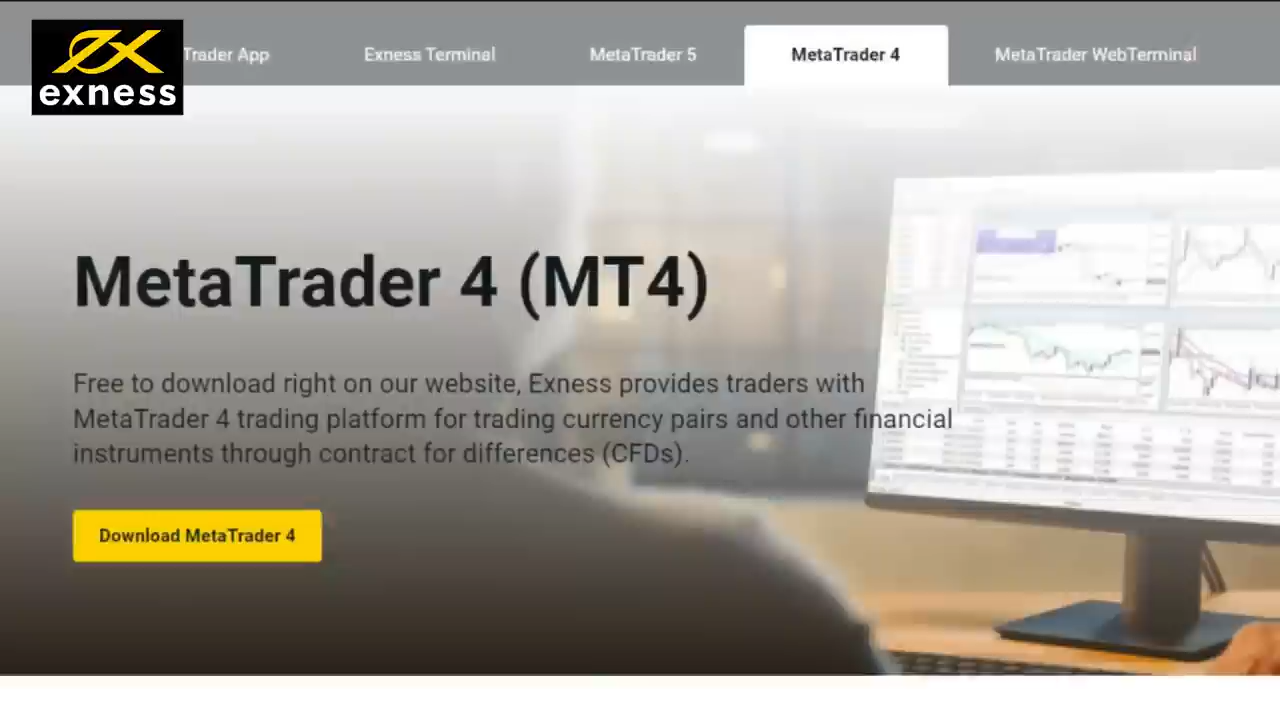 exness
Trader App
Exness Terminal
MetaTrader 5
MetaTrader 4
MetaTrader WebTerminal
MetaTrader 4 (MT4)
Free to download right on our website, Exness provides traders with
MetaTrader 4 trading platform for trading currency pairs and other financial
instruments through contract for differences (CFDs).
Download MetaTrader 4